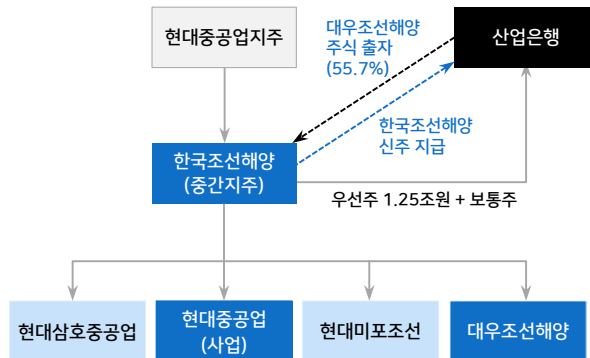 현대중공업지주
대우조선해양
주식 출자
(55.7%)
산업은행
한국조선해양
신주 지급
한국조선해양
(중간지주)
우선주 1.25조원 + 보통주
현대삼호중공업
현대중공업
(사업)
현대미포조선
대우조선해양